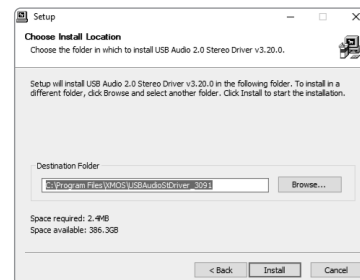 Setup
Choose Install Location
Choose the folder in which to install USB Audio 2.0 Stereo Driver v3.20.0.
Setup will install USB Audio 2.0 Stereo Driver v3.20.0 in the following folder. To install in a
different folder, click Browse and select another folder. Click Install to start the installation.
Destination Folder
C:\Program Files\XMOS\USBAudioStDriver_3091
Browse...
Space required: 2.4MB
Space available: 386.3GB
< Back
Install
Cancel